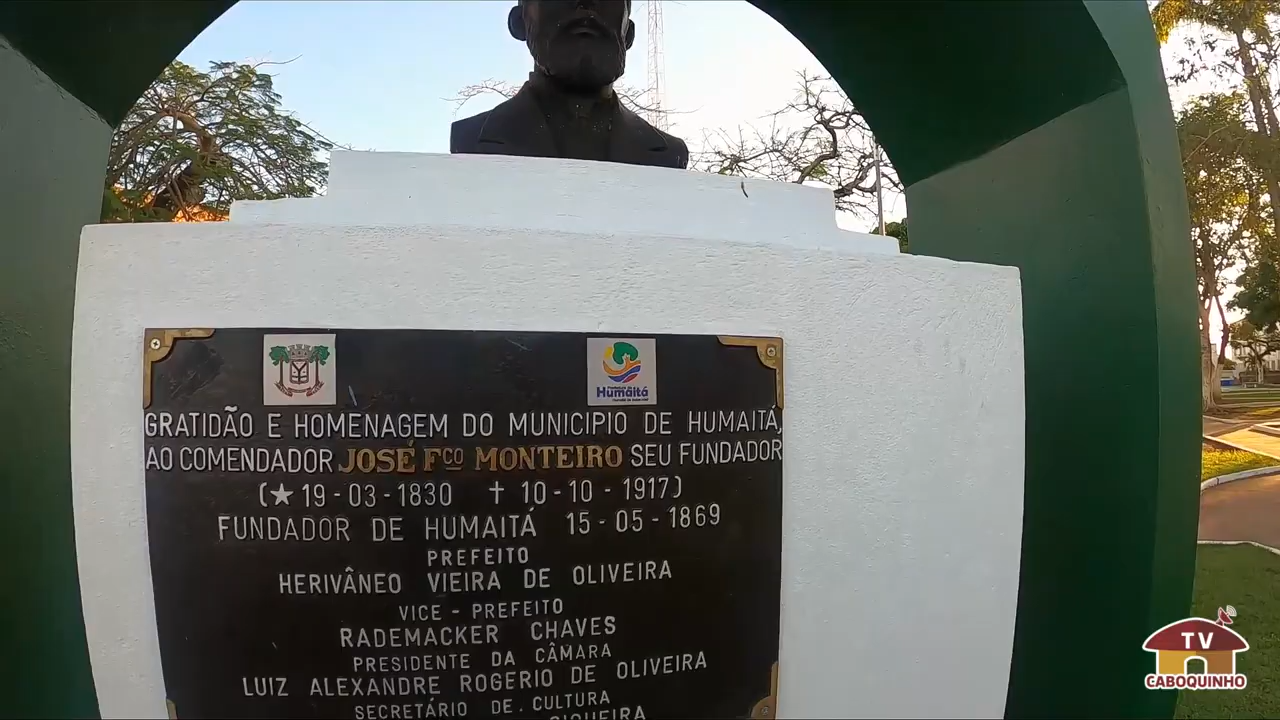 Humaitá
GRATIDÃO E HOMENAGEM DO MUNICIPIO DE HUMAITÁ,
AO COMENDADOR JOSÉ Fco MONTEIRO SEU FUNDADOR
(★ 19-03-1830 ✝ 10-10-1917)
FUNDADOR DE HUMAITÁ 15-05-1869
PREFEITO
HERIVÂNEO VIEIRA DE OLIVEIRA
VICE - PREFEITO
RADEMACKER CHAVES
PRESIDENTE DA CÂMARA
LUIZ ALEXANDRE ROGERIO DE OLIVEIRA
SECRETÁRIO DE. CULTURA
TV
CABOQUINHO